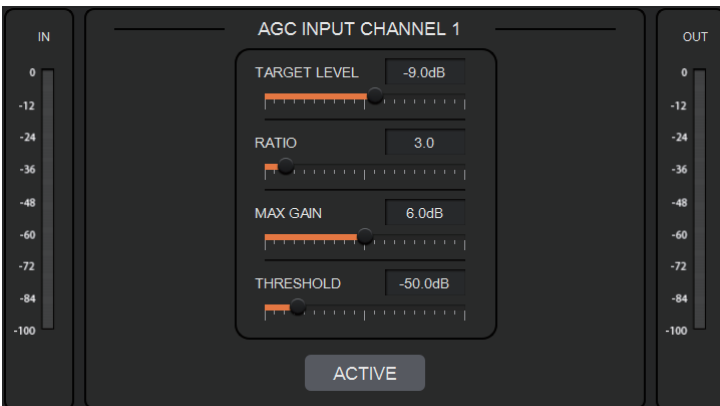 AGC INPUT CHANNEL 1
IN
0
-12
-24
-36
-48
-60
-72
-84
-100
TARGET LEVEL -9.0dB
RATIO 3.0
MAX GAIN 6.0dB
THRESHOLD -50.0dB
ACTIVE
OUT
0
-12
-24
-36
-48
-60
-72
-84
-100